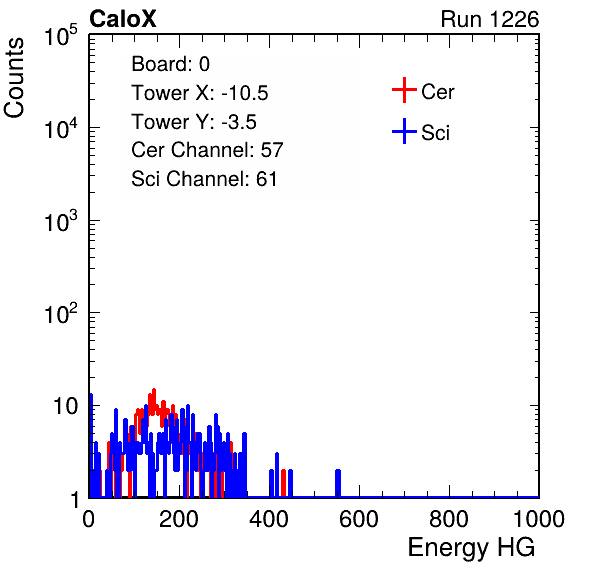 CaloX Run 1226
Board: 0
Tower X: -10.5
Tower Y: -3.5
Cer Channel: 57
Sci Channel: 61
Cer
Sci
Counts
10^5
10^4
10^3
10^2
10
1
0 200 400 600 800 1000
Energy HG